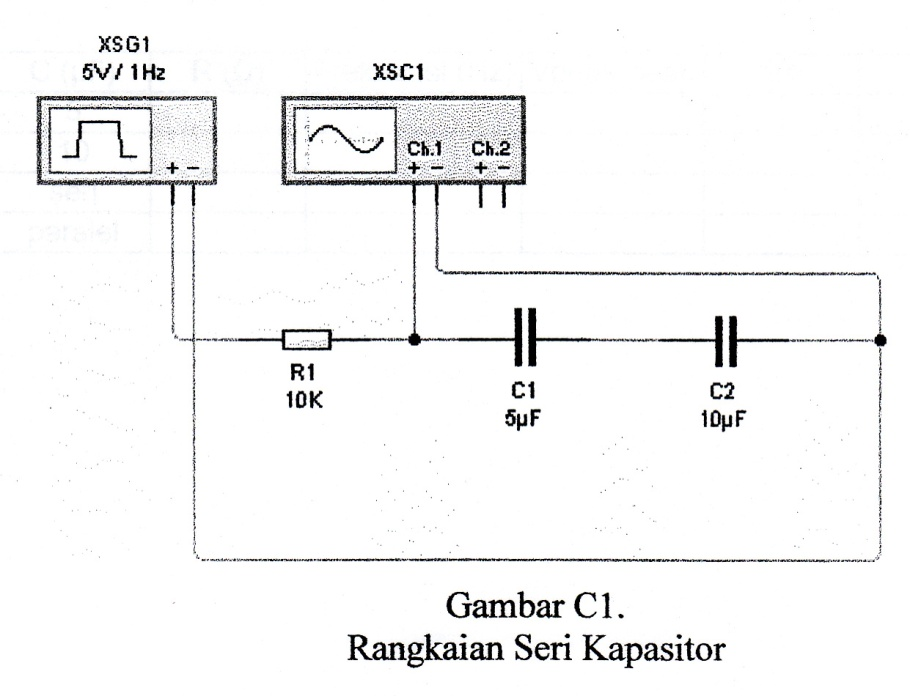 XSG1
5V / 1Hz
XSC1
Ch.1 Ch.2
+ - + - + -
R1
10K
C1
5µF
C2
10µF
Gambar C1.
Rangkaian Seri Kapasitor